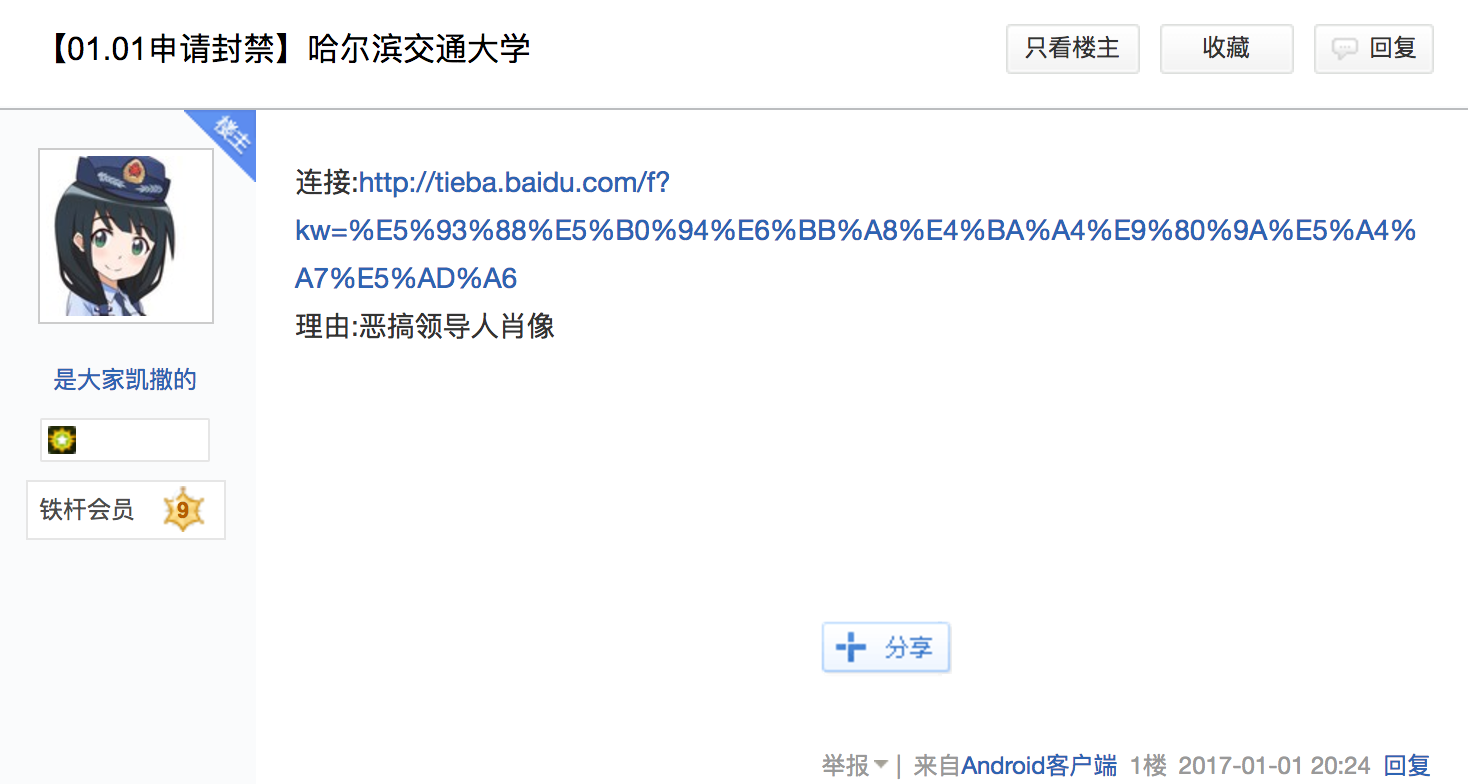 【01.01申请封禁】哈尔滨交通大学
只看楼主
收藏
回复
楼主
连接:http://tieba.baidu.com/f?
kw=%E5%93%88%E5%B0%94%E6%BB%A8%E4%BA%A4%E9%80%9A%E5%A4%
A7%E5%AD%A6
理由:恶搞领导人肖像
是大家凯撒的
铁杆会员 9
分享
举报 | 来自Android客户端 1楼 2017-01-01 20:24 回复